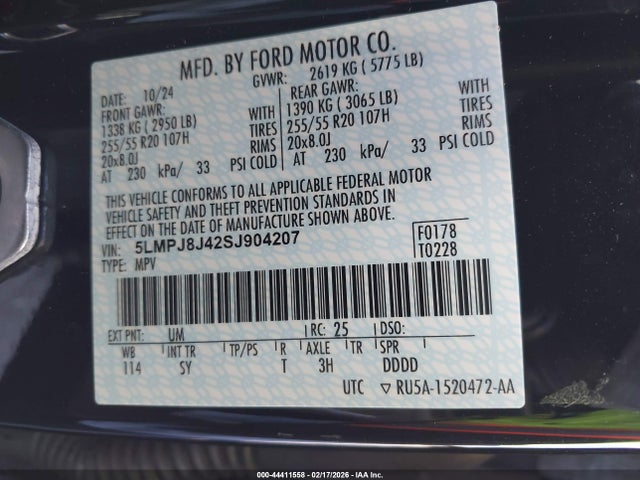 MFD. BY FORD MOTOR CO.
DATE: 10/24 GVWR: 2619 KG ( 5775 LB)
FRONT GAWR: REAR GAWR:
1338 KG ( 2950 LB) WITH 1390 KG ( 3065 LB) WITH
255/55 R20 107H TIRES 255/55 R20 107H TIRES
20x8.0J RIMS 20x8.0J RIMS
AT 230 kPa/ 33 PSI COLD AT 230 kPa/ 33 PSI COLD
THIS VEHICLE CONFORMS TO ALL APPLICABLE FEDERAL MOTOR
VEHICLE SAFETY AND THEFT PREVENTION STANDARDS IN
EFFECT ON THE DATE OF MANUFACTURE SHOWN ABOVE.
VIN: 5LMPJ8J42SJ904207 F0178
TYPE: MPV T0228
EXT PNT: UM RC: 25 DSO:
WB INT TR TP/PS R AXLE TR SPR
114 SY T 3H DDDD
UTC ▽ RU5A-1520472-AA
000-44411558 - 02/17/2026 - IAA Inc.